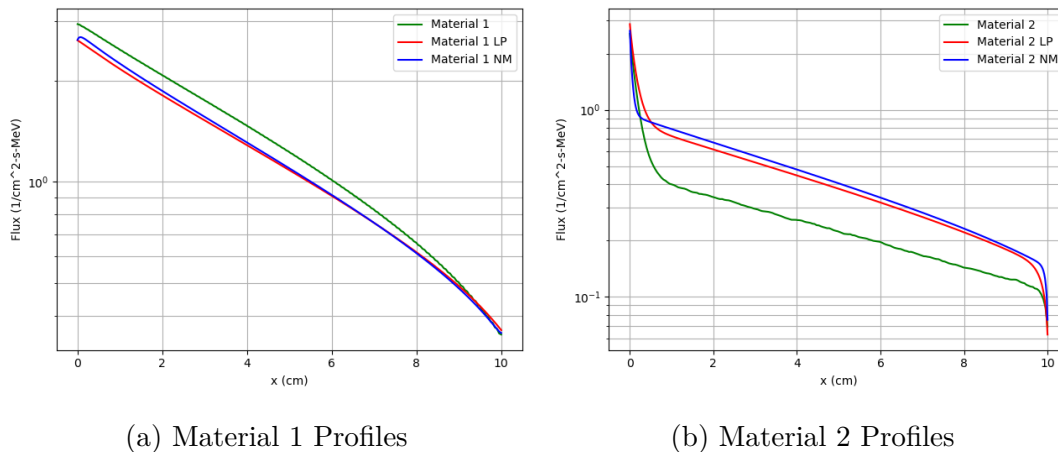 Flux (1/cm^2-s-MeV)
10^0
Material 1
Material 1 LP
Material 1 NM
0 2 4 6 8 10
x (cm)
(a) Material 1 Profiles
Flux (1/cm^2-s-MeV)
10^0
10^-1
Material 2
Material 2 LP
Material 2 NM
0 2 4 6 8 10
x (cm)
(b) Material 2 Profiles